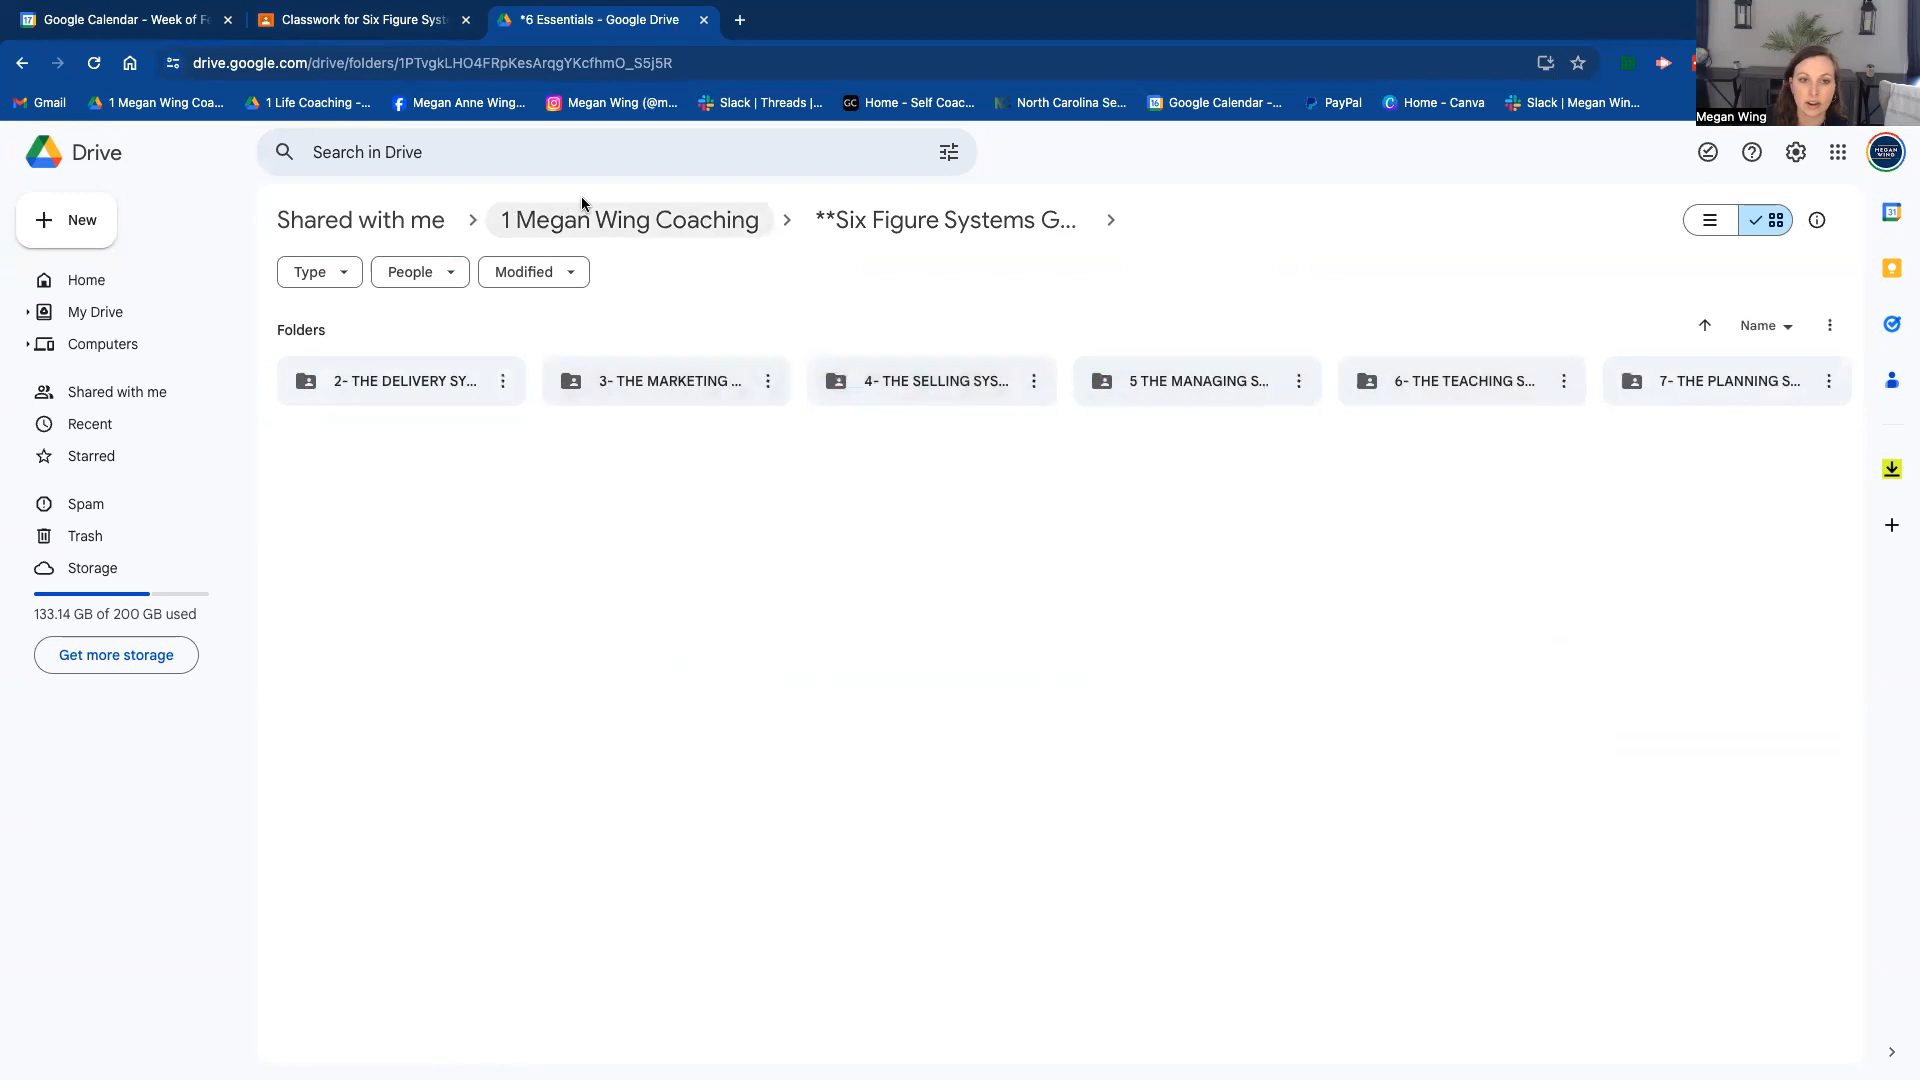 Google Calendar - Week of Fe
Classwork for Six Figure Syst
*6 Essentials - Google Drive
drive.google.com/drive/folders/1PTvgkLHO4FRpKesArqgYKcfhmO_S5j5R
Gmail
1 Megan Wing Coa...
1 Life Coaching -...
Megan Anne Wing...
Megan Wing (@m...
Slack | Threads |...
GC
Home - Self Coac...
North Carolina Se...
Google Calendar -...
PayPal
Home - Canva
Slack | Megan Win...
Megan Wing
Drive
Search in Drive
MEGAN WING
New
Shared with me
1 Megan Wing Coaching
**Six Figure Systems G...
Type
People
Modified
Home
My Drive
Computers
Shared with me
Recent
Starred
Spam
Trash
Storage
133.14 GB of 200 GB used
Get more storage
Folders
Name
2- THE DELIVERY SY...
3- THE MARKETING ...
4- THE SELLING SYS...
5 THE MANAGING S...
6- THE TEACHING S...
7- THE PLANNING S...